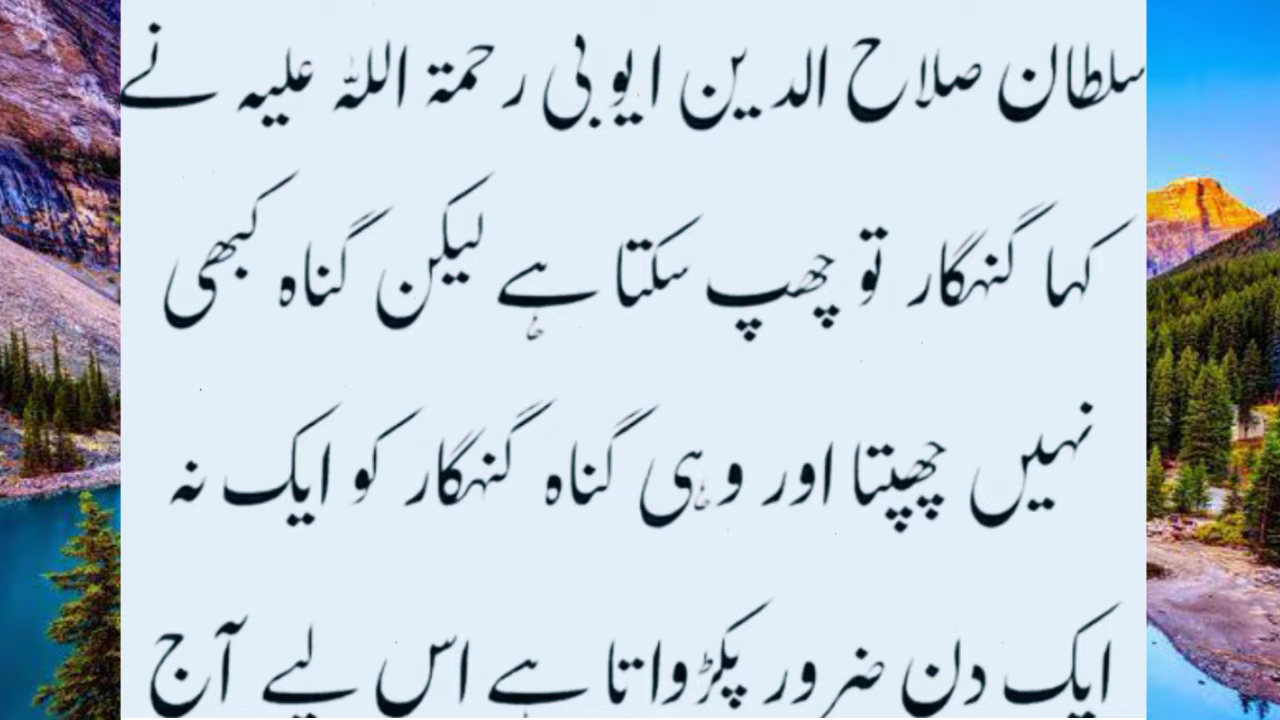 سلطان صلاح الدین ایوبی رحمۃ اللہ علیہ نے
کہا گنہگار تو چھپ سکتا ہے لیکن گناہ کبھی
نہیں چھپتا اور وہی گناہ گنہگار کو ایک نہ
ایک دن ضرور پکڑواتا ہے اس لیے آج